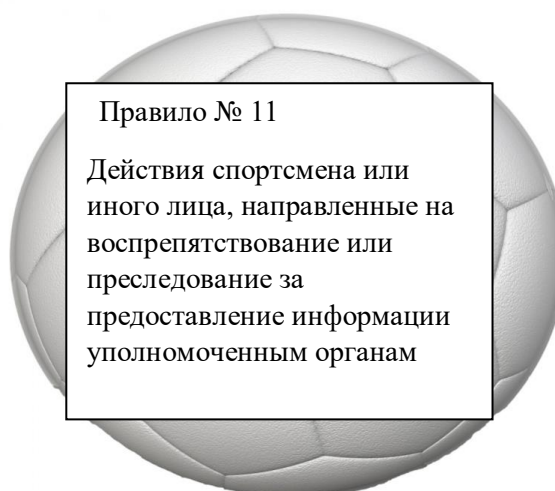 Правило № 11
Действия спортсмена или
иного лица, направленные на
воспрепятствование или
преследование за
предоставление информации
уполномоченным органам